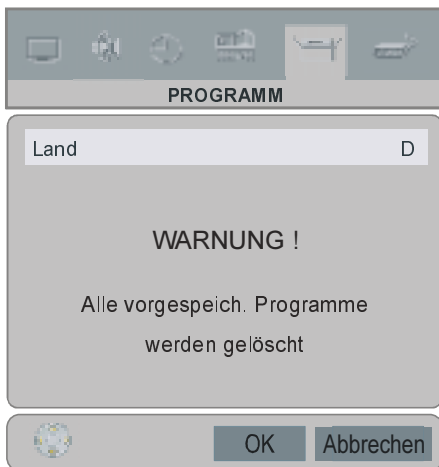 PROGRAMM
Land D
WARNUNG !
Alle vorgespeich. Programme
werden gelöscht
OK Abbrechen